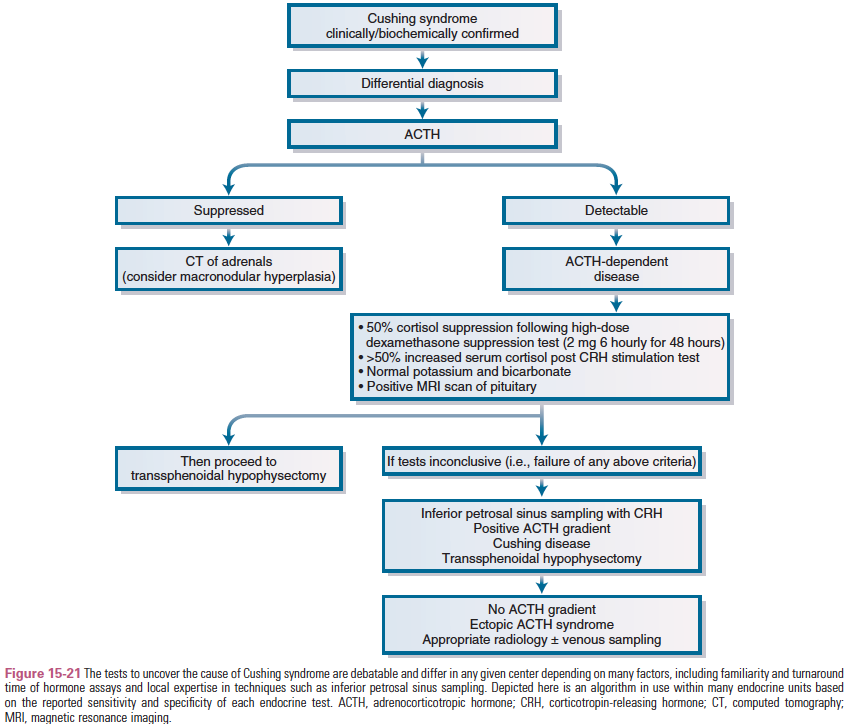 Cushing syndrome
clinically/biochemically confirmed
Differential diagnosis
ACTH
Suppressed
Detectable
CT of adrenals
(consider macronodular hyperplasia)
ACTH-dependent
disease
• 50% cortisol suppression following high-dose
dexamethasone suppression test (2 mg 6 hourly for 48 hours)
• >50% increased serum cortisol post CRH stimulation test
• Normal potassium and bicarbonate
• Positive MRI scan of pituitary
Then proceed to
transsphenoidal hypophysectomy
If tests inconclusive (i.e., failure of any above criteria)
Inferior petrosal sinus sampling with CRH
Positive ACTH gradient
Cushing disease
Transsphenoidal hypophysectomy
No ACTH gradient
Ectopic ACTH syndrome
Appropriate radiology ± venous sampling
Figure 15-21 The tests to uncover the cause of Cushing syndrome are debatable and differ in any given center depending on many factors, including familiarity and turnaround
time of hormone assays and local expertise in techniques such as inferior petrosal sinus sampling. Depicted here is an algorithm in use within many endocrine units based
on the reported sensitivity and specificity of each endocrine test. ACTH, adrenocorticotropic hormone; CRH, corticotropin-releasing hormone; CT, computed tomography;
MRI, magnetic resonance imaging.